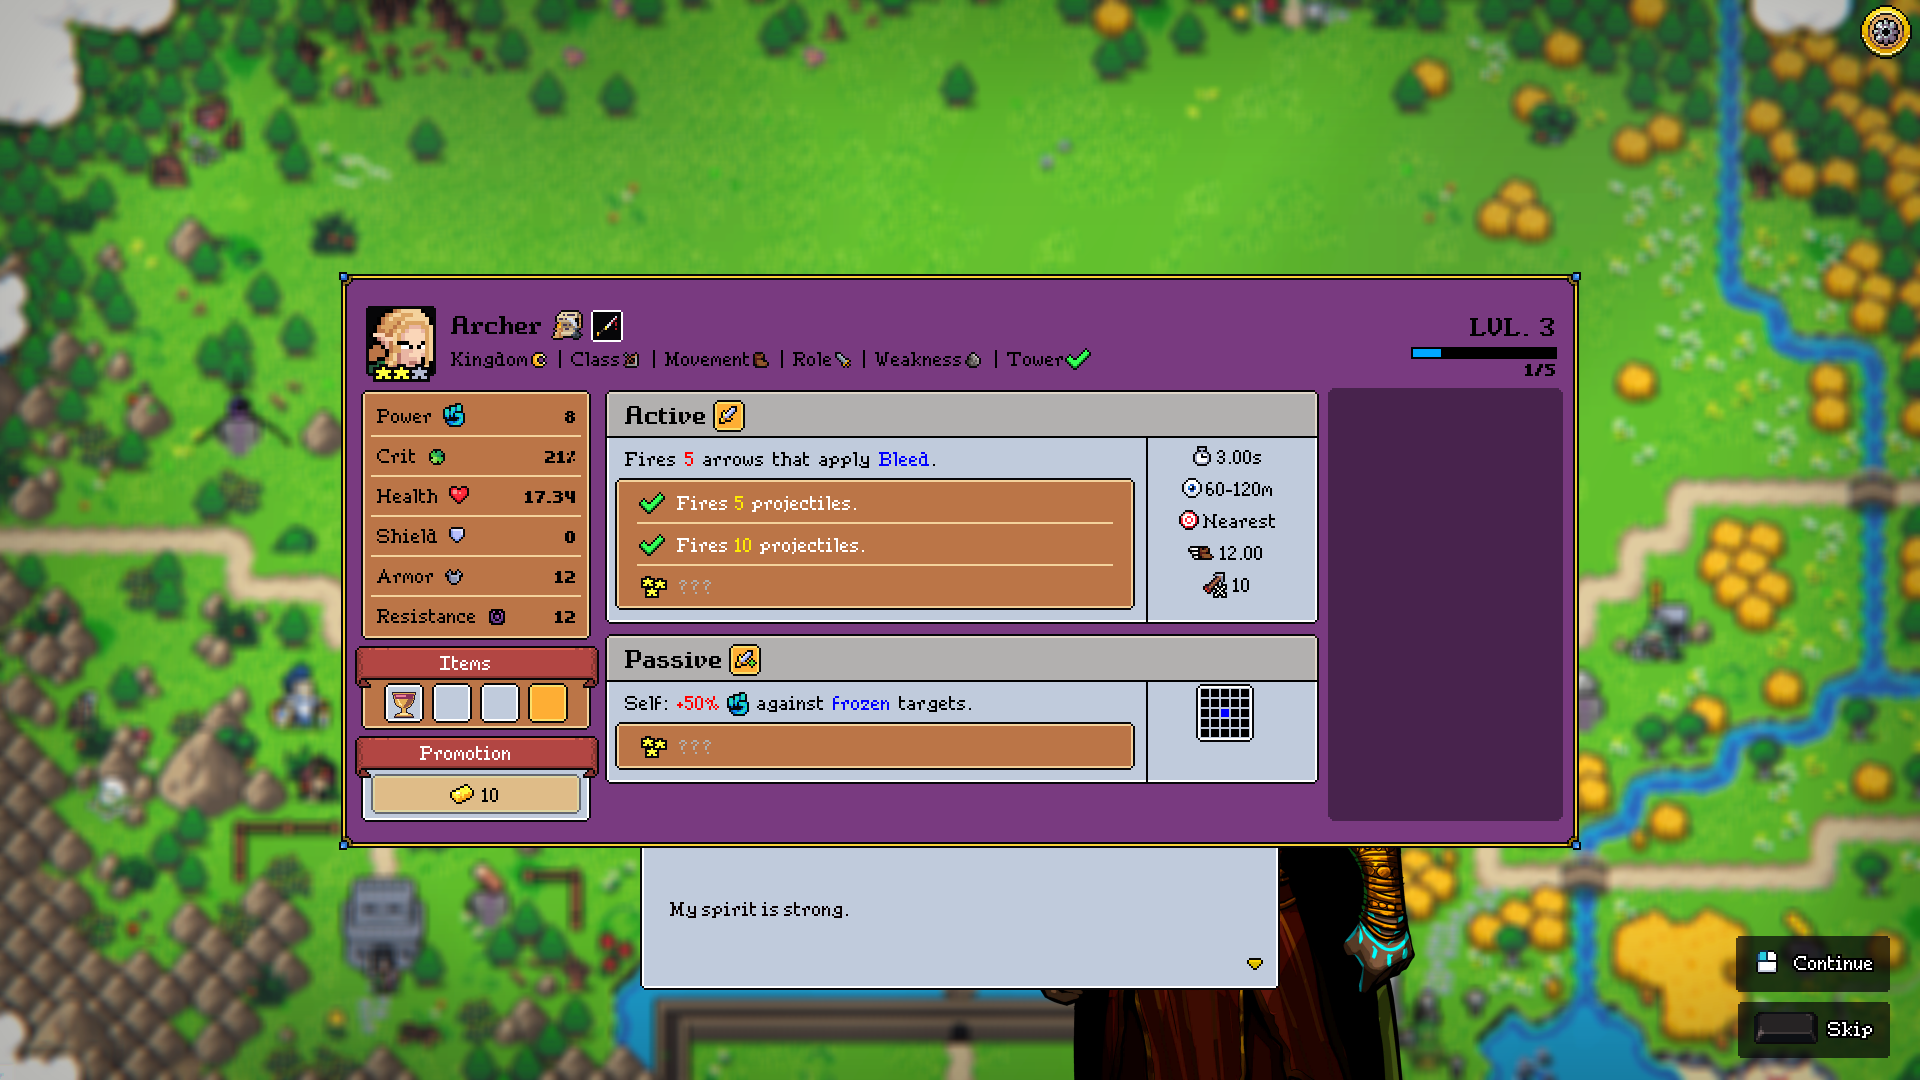 Archer
LVL. 3
Kingdom | Class | Movement | Role | Weakness | Tower
1/5
Power 8
Crit 21%
Health 17.34
Shield 0
Armor 12
Resistance 12
Items
Promotion
10
Active
Fires 5 arrows that apply Bleed.
Fires 5 projectiles.
Fires 10 projectiles.
???
3.00s
60-120m
Nearest
12.00
10
Passive
Self: +50% against frozen targets.
???
My spirit is strong.
Continue
Skip